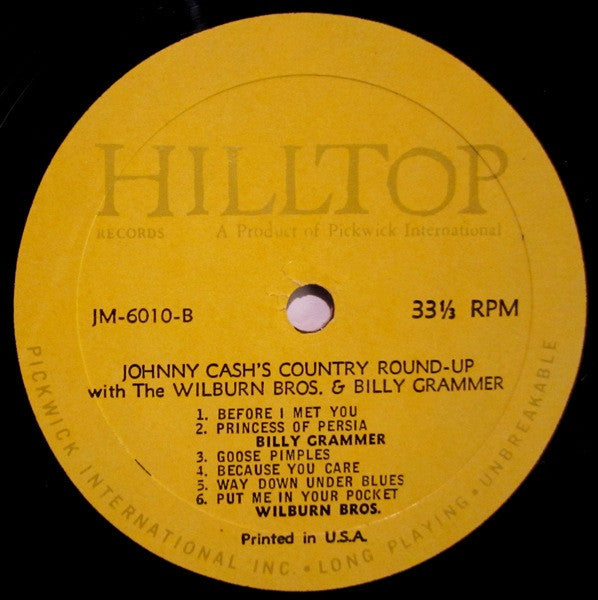 HILLTOP
RECORDS A Product of Pickwick International
JM-6010-B 33⅓ RPM
JOHNNY CASH'S COUNTRY ROUND-UP
with The WILBURN BROS. & BILLY GRAMMER
1. BEFORE I MET YOU
2. PRINCESS OF PERSIA
BILLY GRAMMER
3. GOOSE PIMPLES
4. BECAUSE YOU CARE
5. WAY DOWN UNDER BLUES
6. PUT ME IN YOUR POCKET
WILBURN BROS.
Printed in U.S.A.
PICKWICK INTERNATIONAL INC. • LONG PLAYING • UNBREAKABLE